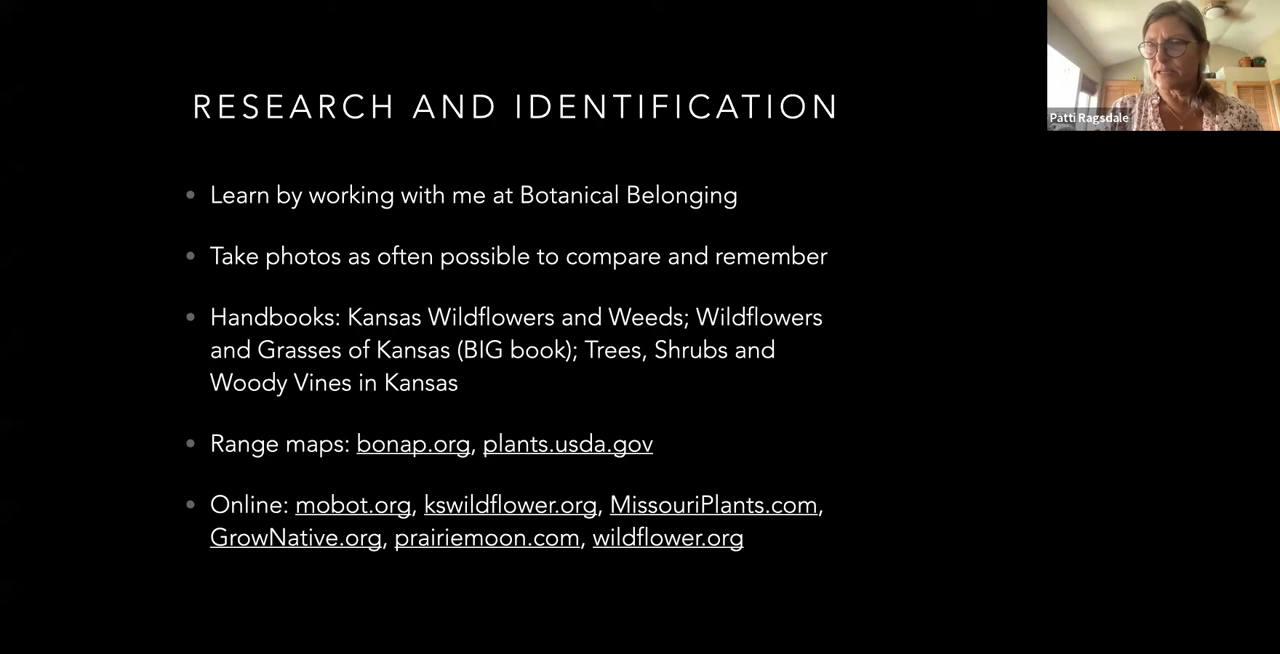 RESEARCH AND IDENTIFICATION
Patti Ragsdale
• Learn by working with me at Botanical Belonging
• Take photos as often possible to compare and remember
• Handbooks: Kansas Wildflowers and Weeds; Wildflowers
and Grasses of Kansas (BIG book); Trees, Shrubs and
Woody Vines in Kansas
• Range maps: bonap.org, plants.usda.gov
• Online: mobot.org, kswildflower.org, MissouriPlants.com,
GrowNative.org, prairiemoon.com, wildflower.org